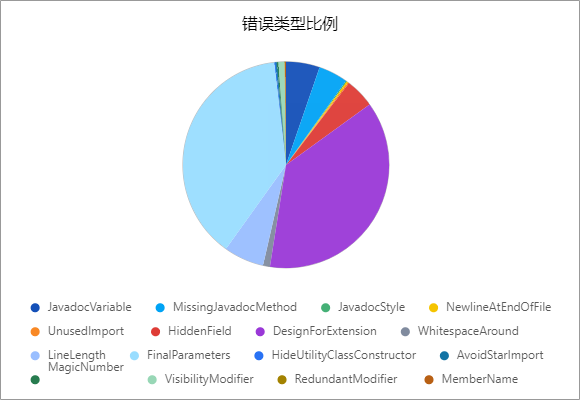 错误类型比例
JavadocVariable MissingJavadocMethod JavadocStyle NewlineAtEndOfFile
UnusedImport HiddenField DesignForExtension WhitespaceAround
LineLength FinalParameters HideUtilityClassConstructor AvoidStarImport
MagicNumber VisibilityModifier RedundantModifier MemberName